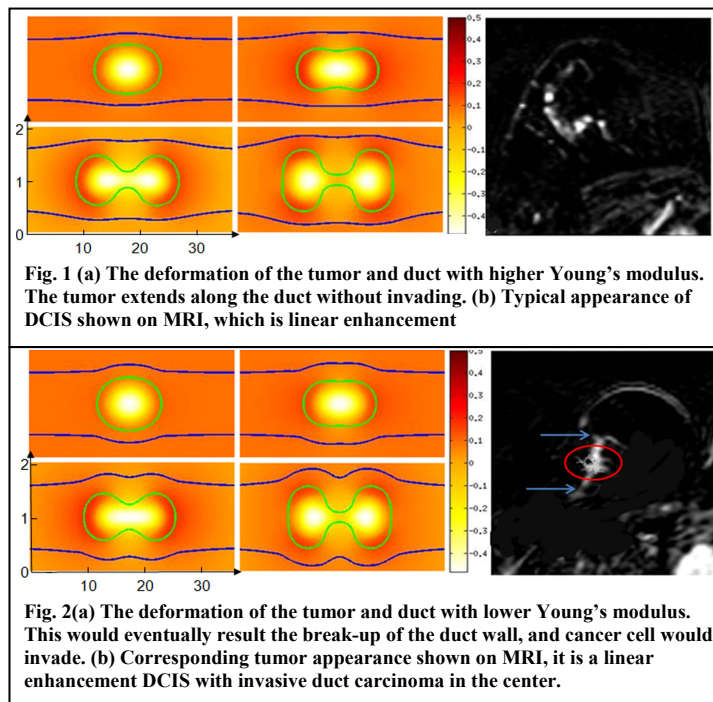 0.5
0.4
0.3
0.2
0.1
0
-0.1
-0.2
-0.3
-0.4
2
1
0
10 20 30
Fig. 1 (a) The deformation of the tumor and duct with higher Young’s modulus.
The tumor extends along the duct without invading. (b) Typical appearance of
DCIS shown on MRI, which is linear enhancement
0.5
0.4
0.3
0.2
0.1
0
-0.1
-0.2
-0.3
-0.4
2
1
0
10 20 30
Fig. 2(a) The deformation of the tumor and duct with lower Young’s modulus.
This would eventually result the break-up of the duct wall, and cancer cell would
invade. (b) Corresponding tumor appearance shown on MRI, it is a linear
enhancement DCIS with invasive duct carcinoma in the center.